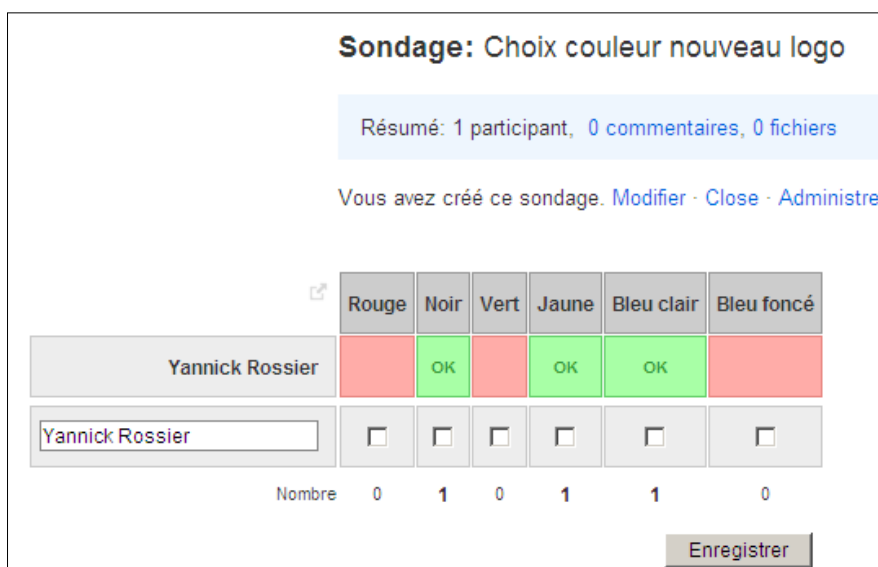 Sondage: Choix couleur nouveau logo
Résumé: 1 participant, 0 commentaires, 0 fichiers
Vous avez créé ce sondage. Modifier · Close · Administre
Rouge Noir Vert Jaune Bleu clair Bleu foncé
Yannick Rossier OK OK OK
Yannick Rossier
Nombre 0 1 0 1 1 0
Enregistrer